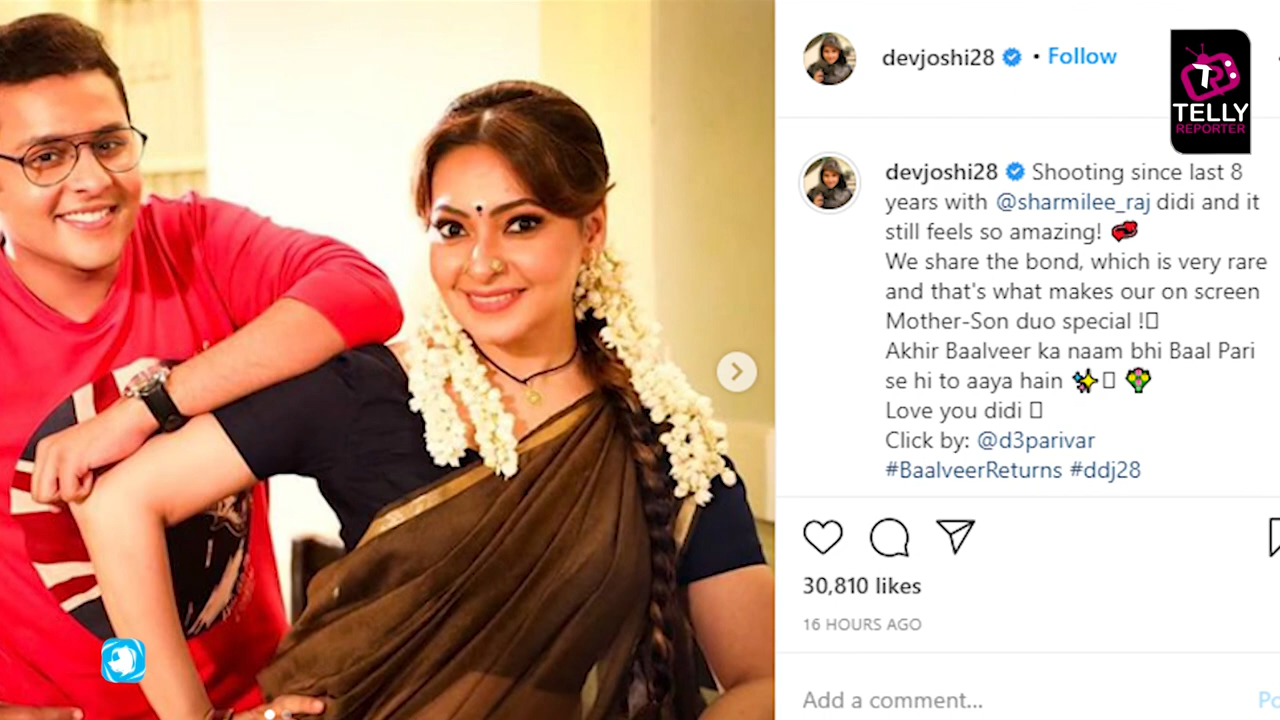 devjoshi28 • Follow
TELLY
REPORTER
devjoshi28 Shooting since last 8
years with @sharmilee_raj didi and it
still feels so amazing! 💞
We share the bond, which is very rare
and that's what makes our on screen
Mother-Son duo special !
Akhir Baalveer ka naam bhi Baal Pari
se hi to aaya hain ✨ 💐
Love you didi
Click by: @d3parivar
#BaalveerReturns #ddj28
30,810 likes
16 HOURS AGO
Add a comment...